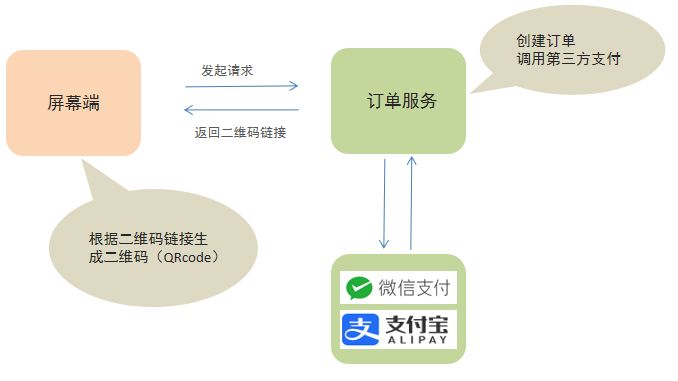 创建订单
调用第三方支付
屏幕端
发起请求
返回二维码链接
订单服务
根据二维码链接生
成二维码（QRcode）
微信支付
支付宝
ALIPAY